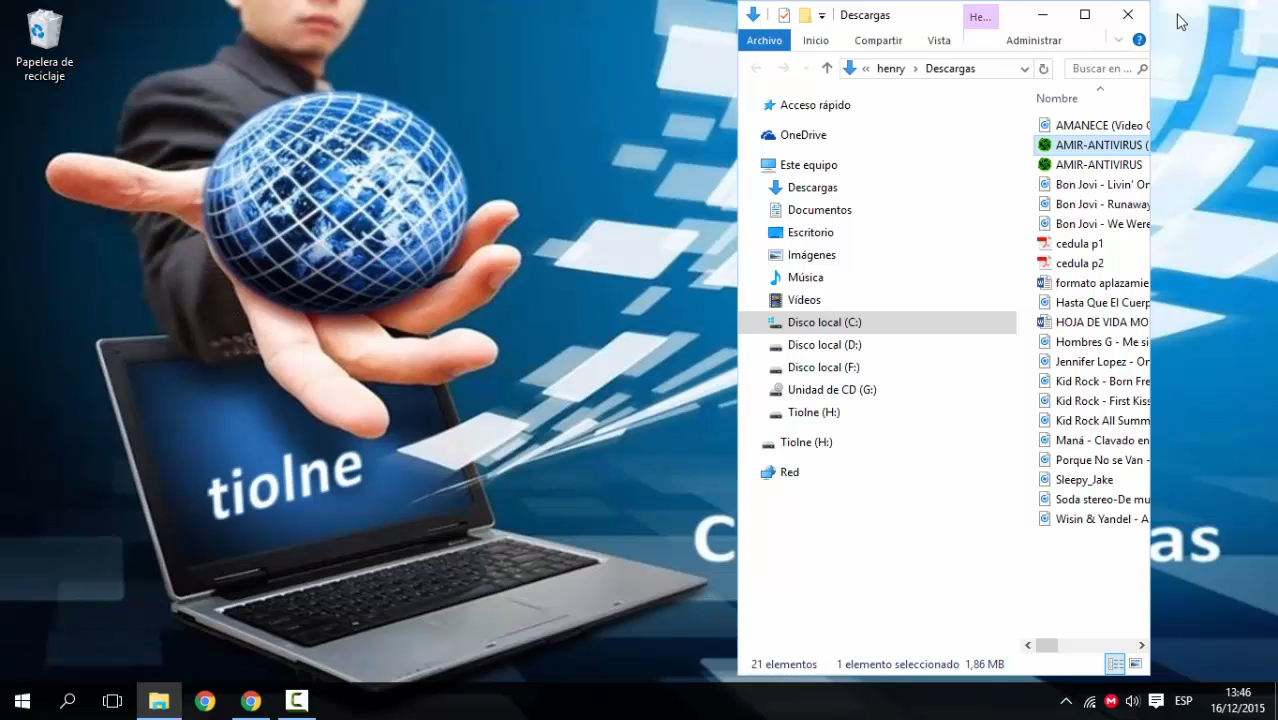 Papelera de
reciclaje
tiolne
Descargas
He...
Archivo
Inicio
Compartir
Vista
Administrar
«
henry
Descargas
Buscar en ...
Acceso rápido
OneDrive
Este equipo
Descargas
Documentos
Escritorio
Imágenes
Música
Vídeos
Disco local (C:)
Disco local (D:)
Disco local (F:)
Unidad de CD (G:)
Tiolne (H:)
Tiolne (H:)
Red
Nombre
AMANECE (Video
AMIR-ANTIVIRUS (
AMIR-ANTIVIRUS
Bon Jovi - Livin' On
Bon Jovi - Runaway
Bon Jovi - We Were
cedula p1
cedula p2
formato aplazamie
Hasta Que El Cuerp
HOJA DE VIDA MO
Hombres G - Me si
Jennifer Lopez - On
Kid Rock - Born Fre
Kid Rock - First Kiss
Kid Rock All Summ
Maná - Clavado en
Porque No se Van -
Sleepy_Jake
Soda stereo-De mu
Wisin & Yandel - A
21 elementos
1 elemento seleccionado 1,86 MB
C
as
ESP
13:46
16/12/2015